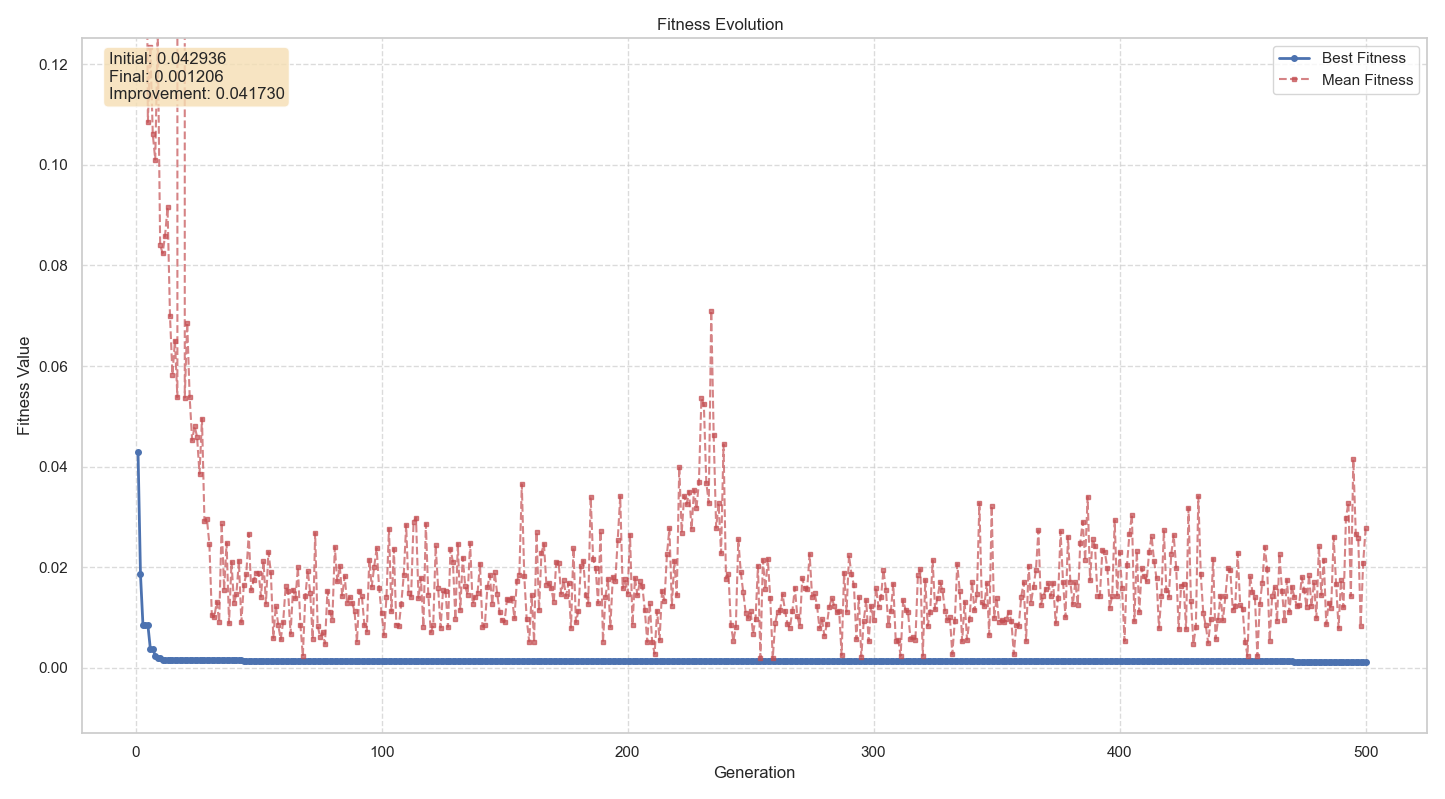 Fitness Evolution
Initial: 0.042936
Final: 0.001206
Improvement: 0.041730
Best Fitness
Mean Fitness
Fitness Value
0.12
0.10
0.08
0.06
0.04
0.02
0.00
0
100
200
300
400
500
Generation